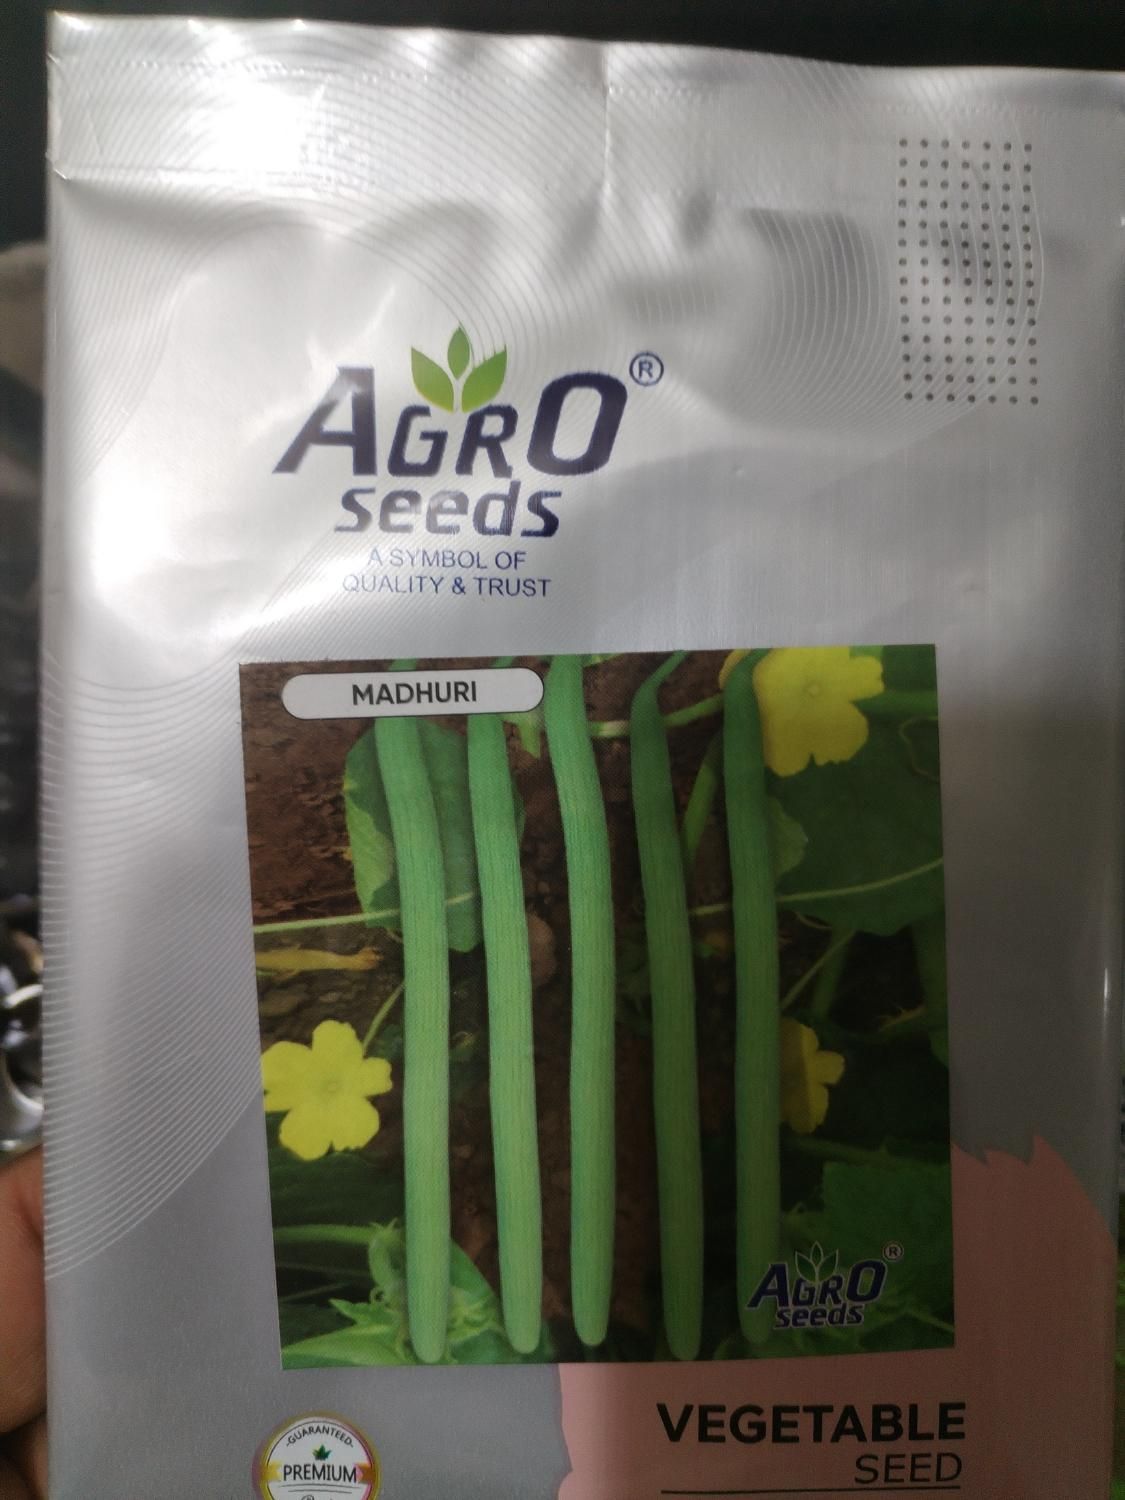 AGRO ®
seeds
A SYMBOL OF
QUALITY & TRUST
MADHURI
AGRO ®
seeds
VEGETABLE
SEED
GUARANTEED
PREMIUM